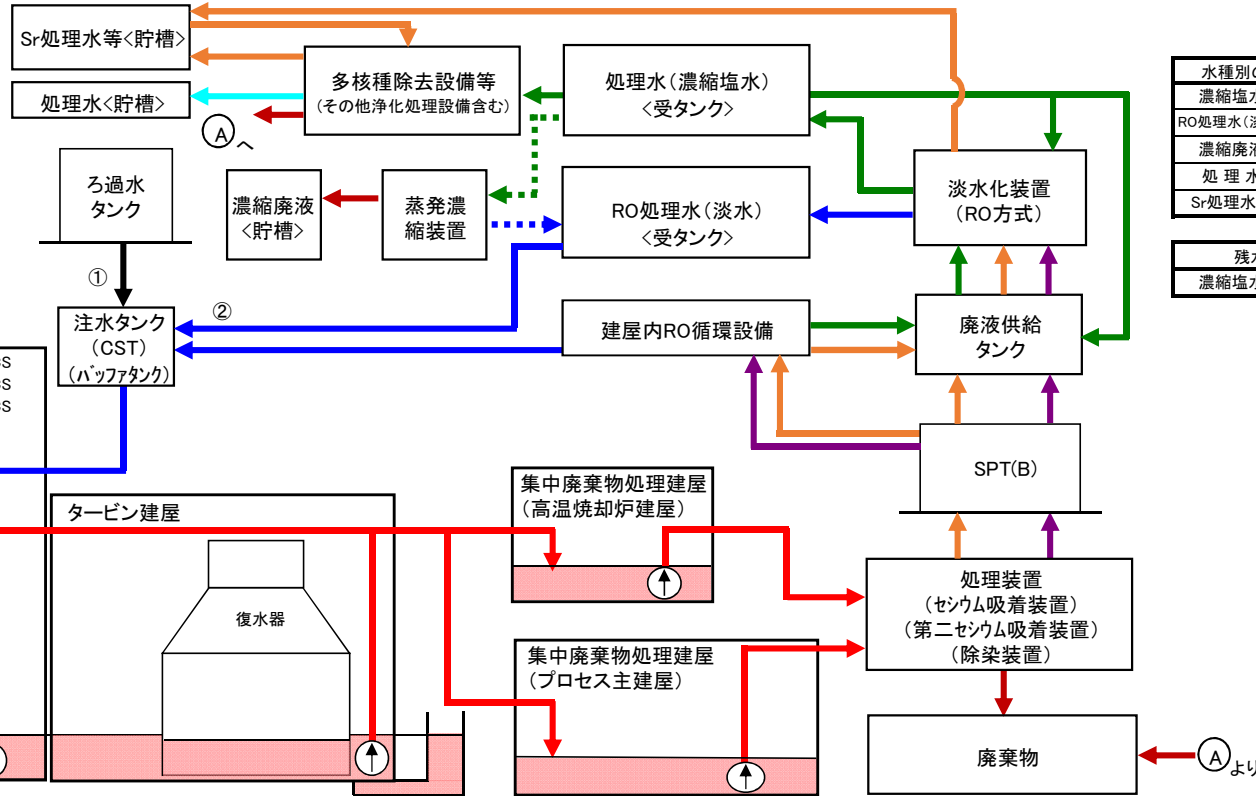 Sr処理水等<貯槽>
処理水<貯槽>
多核種除去設備等
(その他浄化処理設備含む)
Aへ
処理水(濃縮塩水)
<受タンク>
水種別の
濃縮塩水
RO処理水(淡
濃縮廃液
処 理 水
Sr処理水
残水
濃縮塩水
ろ過水
タンク
濃縮廃液
<貯槽>
蒸発濃
縮装置
RO処理水(淡水)
<受タンク>
淡水化装置
(RO方式)
①
②
注水タンク
(CST)
(バッファタンク)
建屋内RO循環設備
廃液供給
タンク
SPT(B)
タービン建屋
復水器
集中廃棄物処理建屋
(高温焼却炉建屋)
集中廃棄物処理建屋
(プロセス主建屋)
処理装置
(セシウム吸着装置)
(第二セシウム吸着装置)
(除染装置)
廃棄物
Aより